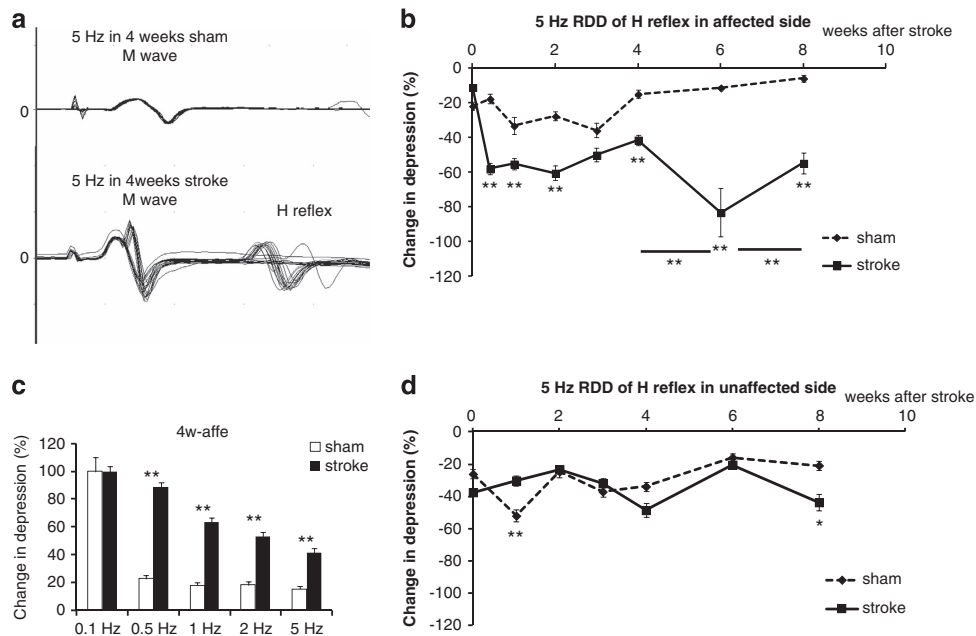 a
5 Hz in 4 weeks sham
M wave
0
5 Hz in 4weeks stroke
M wave
H reflex
0
b
5 Hz RDD of H reflex in affected side
weeks after stroke
0 2 4 6 8 10
Change in depression (%)
0
-20
-40
-60
-80
-100
-120
** ** ** ** ** **
** **
sham
stroke
c
4w-affe
Change in depression (%)
120
100
80
60
40
20
0
sham
stroke
** ** ** **
0.1 Hz 0.5 Hz 1 Hz 2 Hz 5 Hz
d
5 Hz RDD of H reflex in unaffected side
weeks after stroke
0 2 4 6 8 10
Change in depression (%)
0
-20
-40
-60
-80
-100
-120
** *
sham
stroke